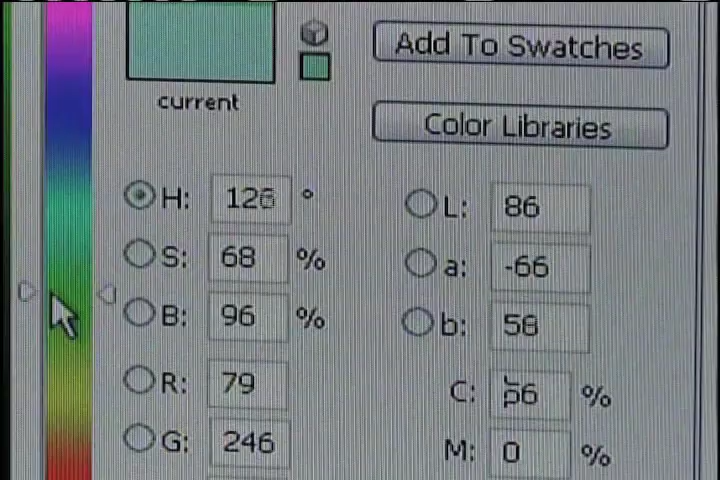 Add To Swatches
current
Color Libraries
H: 126 °
L: 86
S: 68 %
a: -66
B: 96 %
b: 58
R: 79
C: %
G: 246
M: 0 %